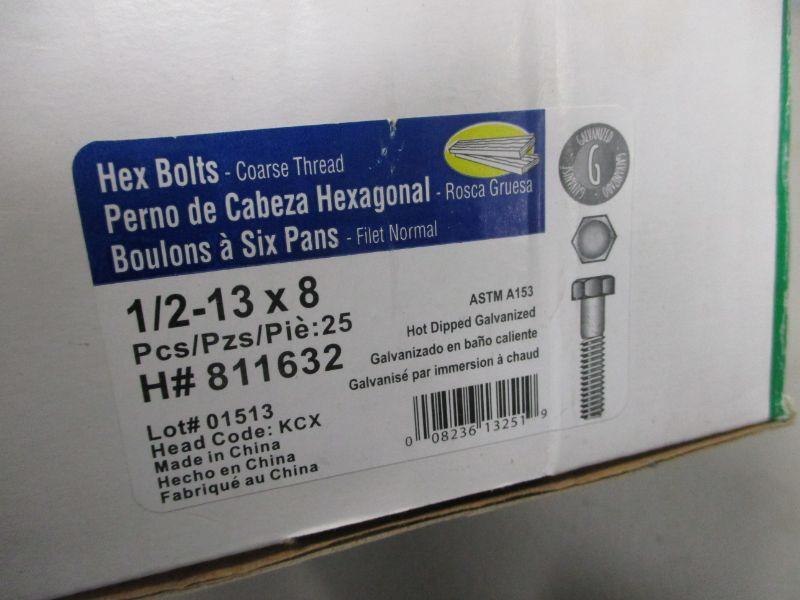 Hex Bolts - Coarse Thread
Perno de Cabeza Hexagonal - Rosca Gruesa
Boulons à Six Pans - Filet Normal
GALVANIZED
GALVANIZADO
GALVANISÉ
G
1/2-13 x 8
Pcs/Pzs/Piè:25
H# 811632
ASTM A153
Hot Dipped Galvanized
Galvanizado en baño caliente
Galvanisé par immersion à chaud
Lot# 01513
Head Code: KCX
Made in China
Hecho en China
Fabriqué au China
0 08236 13251 9